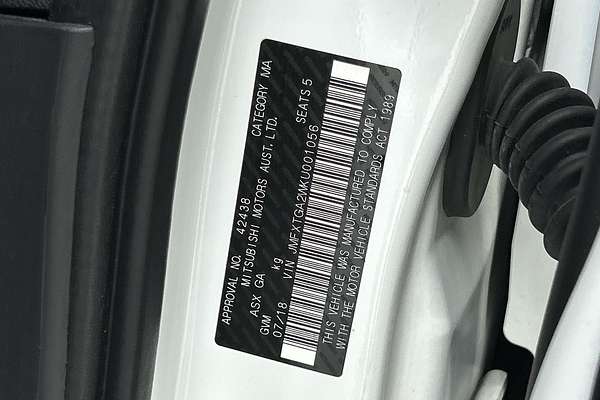 APPROVAL NO. 42438 CATEGORY MA
MITSUBISHI MOTORS AUST. LTD.
ASX GA
GVM kg SEATS 5
07/18 VIN JMFXTGA2MKU001056
THIS VEHICLE WAS MANUFACTURED TO COMPLY
WITH THE MOTOR VEHICLE STANDARDS ACT 1989